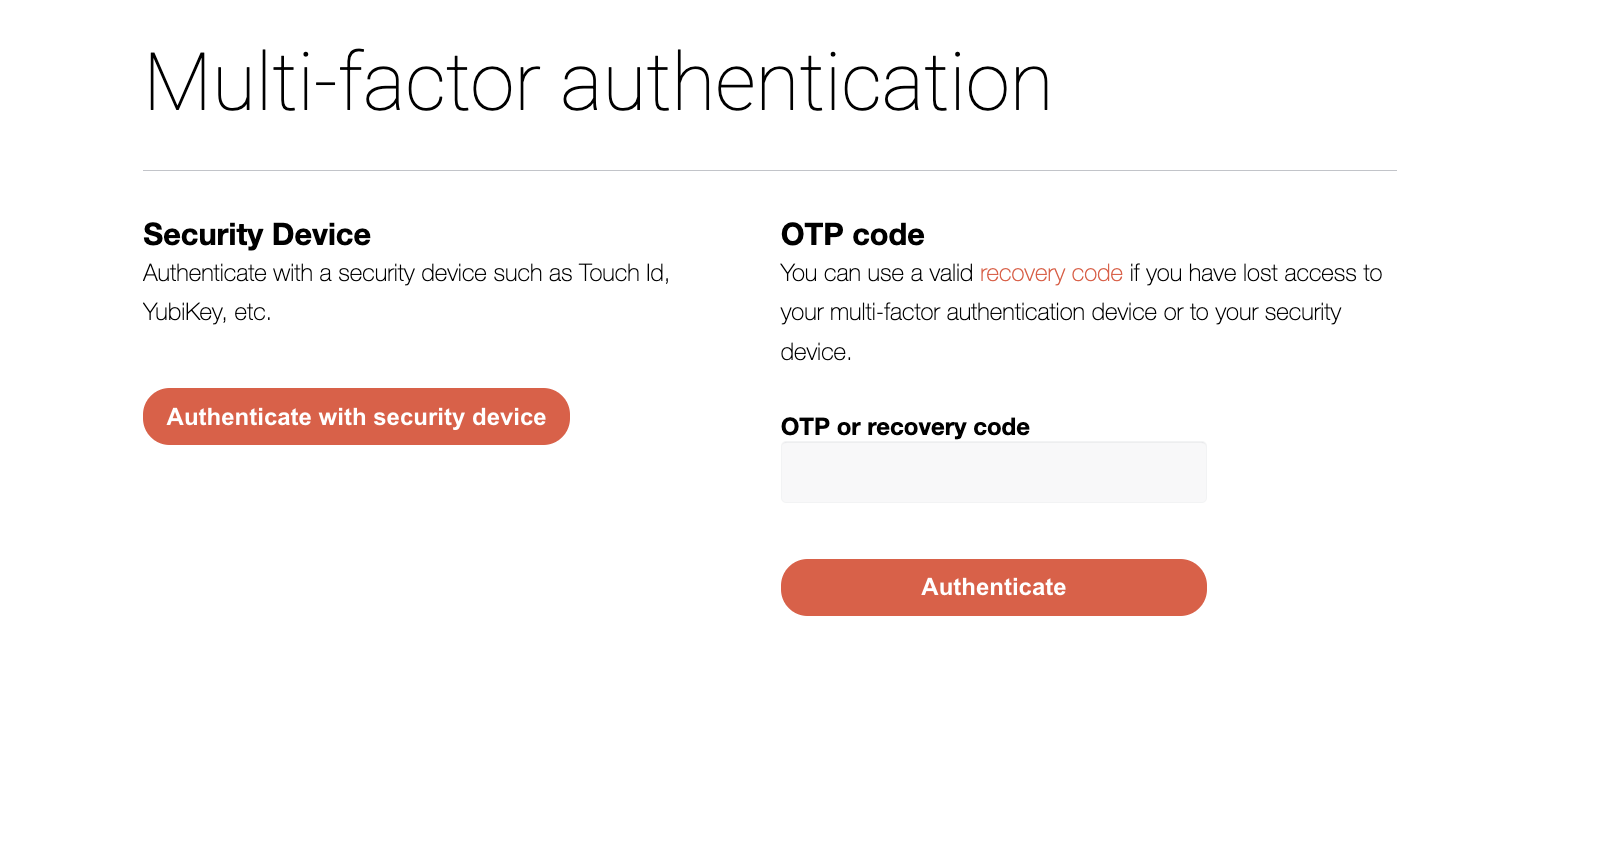 Multi-factor authentication
Security Device
Authenticate with a security device such as Touch Id,
YubiKey, etc.
Authenticate with security device
OTP code
You can use a valid recovery code if you have lost access to
your multi-factor authentication device or to your security
device.
OTP or recovery code
Authenticate